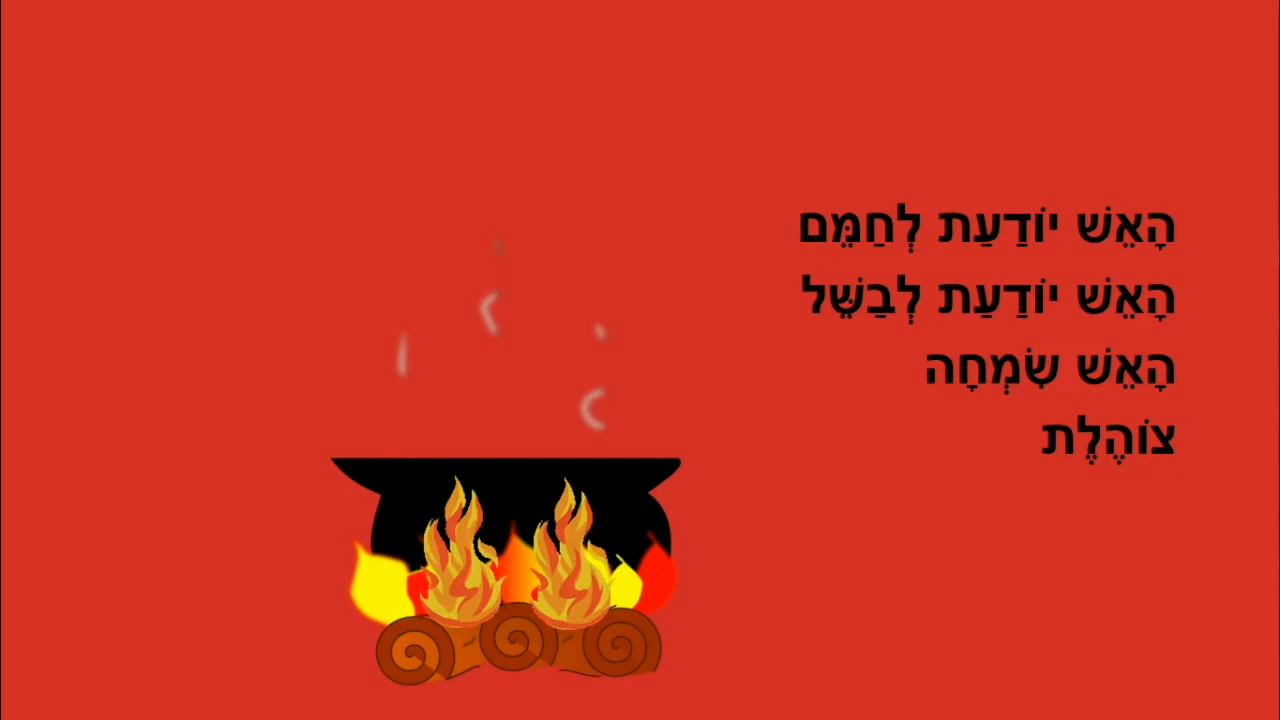 הָאֵשׁ יוֹדַעַת לְחַמֵּם
הָאֵשׁ יוֹדַעַת לְבַשֵּׁל
הָאֵשׁ שִׂמְחָה
צוֹהֶלֶת